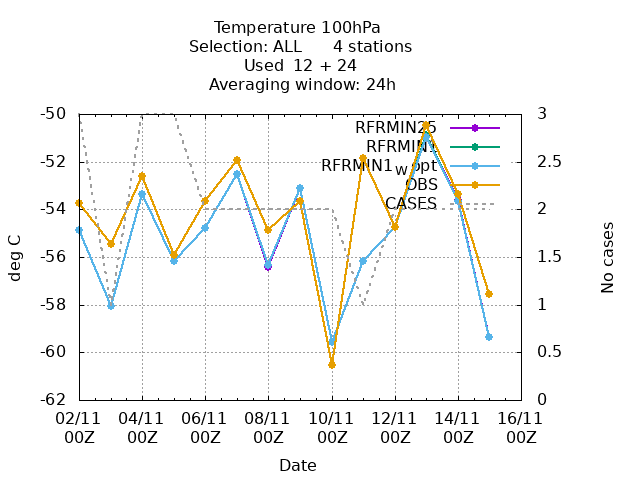 Temperature 100hPa
Selection: ALL 4 stations
Used 12 + 24
Averaging window: 24h
-50 3
RFRMIN25
RFRMIN1
-52 2.5
RFRMIN1wopt
OBS
CASES
-54 2
-56 1.5
deg C
No cases
-58 1
-60 0.5
-62 0
02/11 04/11 06/11 08/11 10/11 12/11 14/11 16/11
00Z 00Z 00Z 00Z 00Z 00Z 00Z 00Z
Date